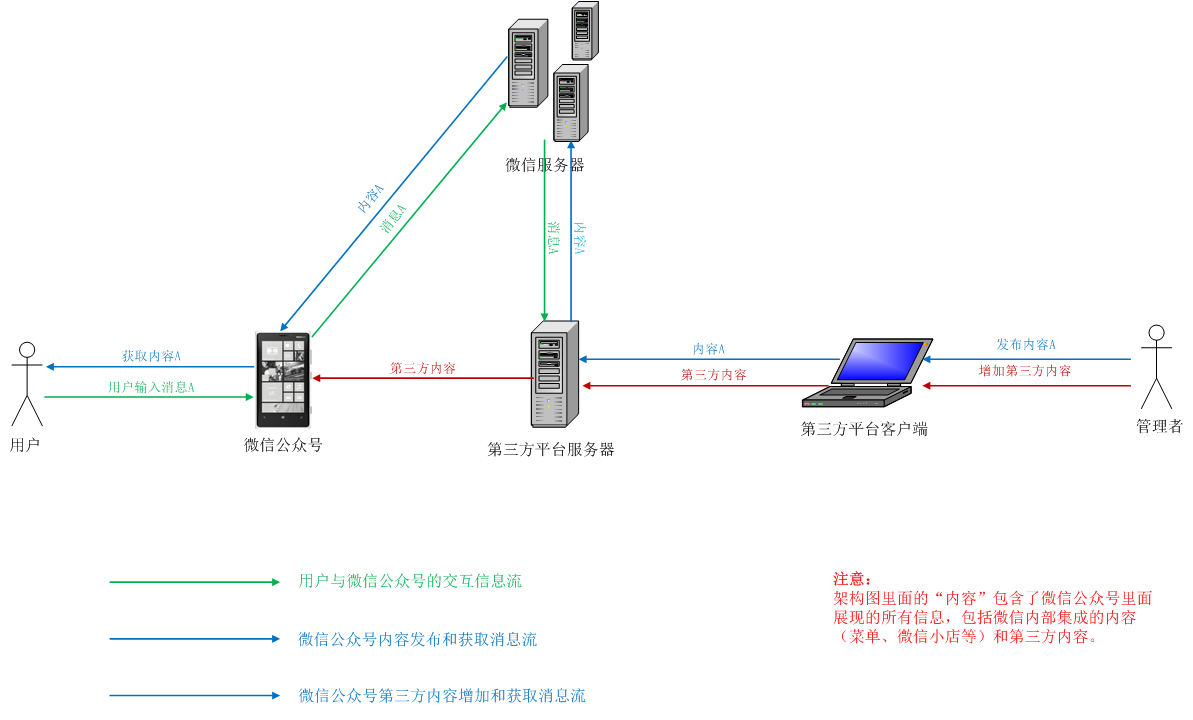 微信服务器
内容A
消息A
消息A
内容A
获取内容A
用户输入消息A
第三方内容
内容A
第三方内容
发布内容A
增加第三方内容
用户
微信公众号
第三方平台服务器
第三方平台客户端
管理者
用户与微信公众号的交互信息流
微信公众号内容发布和获取消息流
微信公众号第三方内容增加和获取消息流
注意：
架构图里面的“内容”包含了微信公众号里面
展现的所有信息，包括微信内部集成的内容
（菜单、微信小店等）和第三方内容。